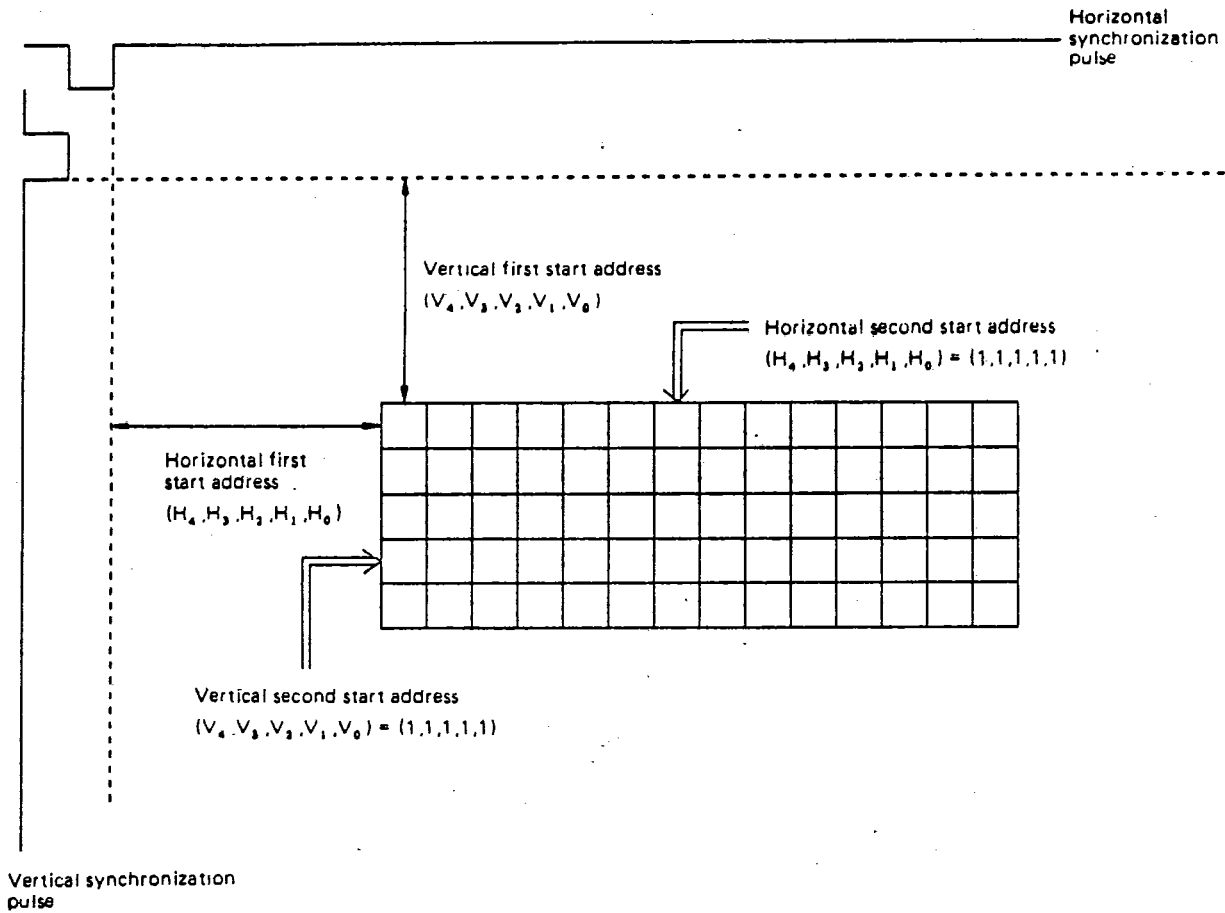 Horizontal
synchronization
pulse
Vertical first start address
(V₄,V₃,V₂,V₁,V₀)
Horizontal second start address
(H₄,H₃,H₂,H₁,H₀) = (1,1,1,1,1)
Horizontal first
start address
(H₄,H₃,H₂,H₁,H₀)
Vertical second start address
(V₄,V₃,V₂,V₁,V₀) = (1,1,1,1,1)
Vertical synchronization
pulse